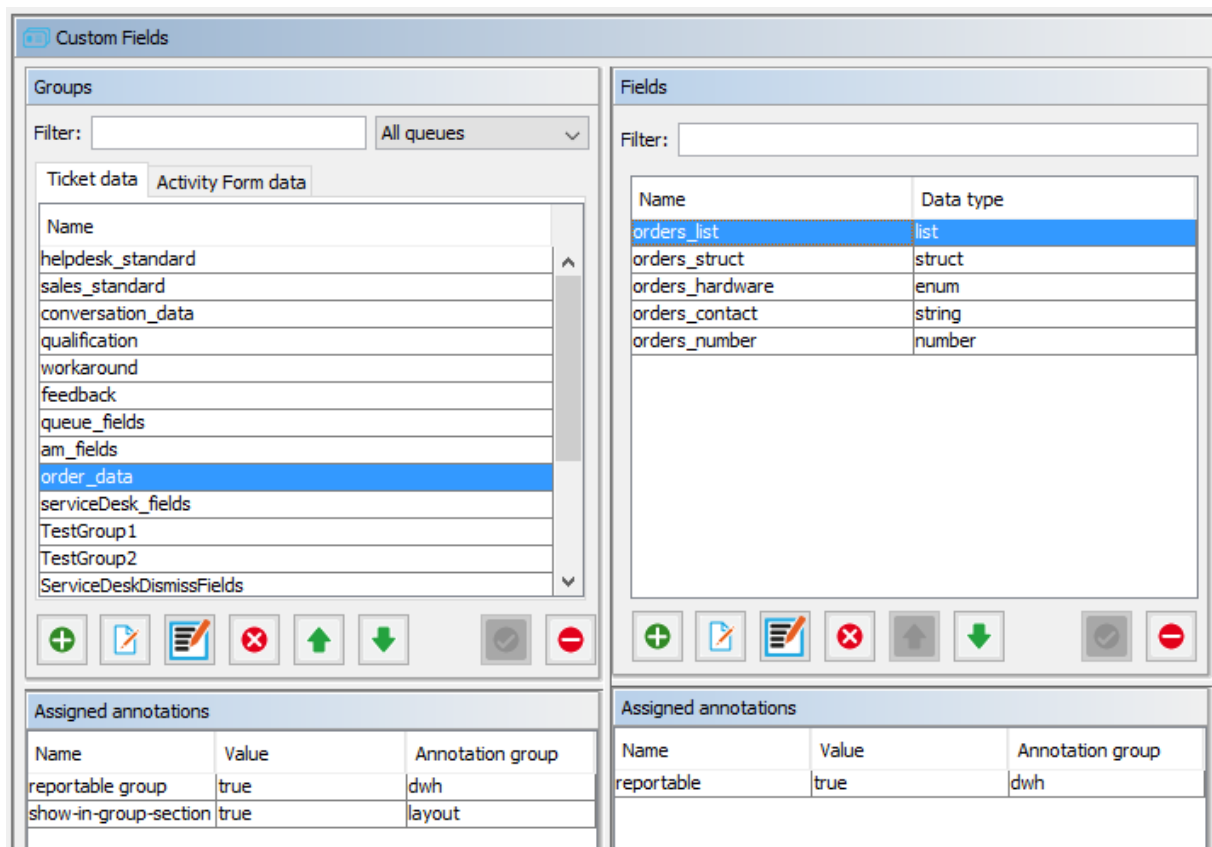 Custom Fields
Groups
Filter: All queues
Ticket data Activity Form data
Name
helpdesk_standard
sales_standard
conversation_data
qualification
workaround
feedback
queue_fields
am_fields
order_data
serviceDesk_fields
TestGroup1
TestGroup2
ServiceDeskDismissFields
Assigned annotations
Name Value Annotation group
reportable group true dwh
show-in-group-section true layout
Fields
Filter:
Name Data type
orders_list list
orders_struct struct
orders_hardware enum
orders_contact string
orders_number number
Assigned annotations
Name Value Annotation group
reportable true dwh